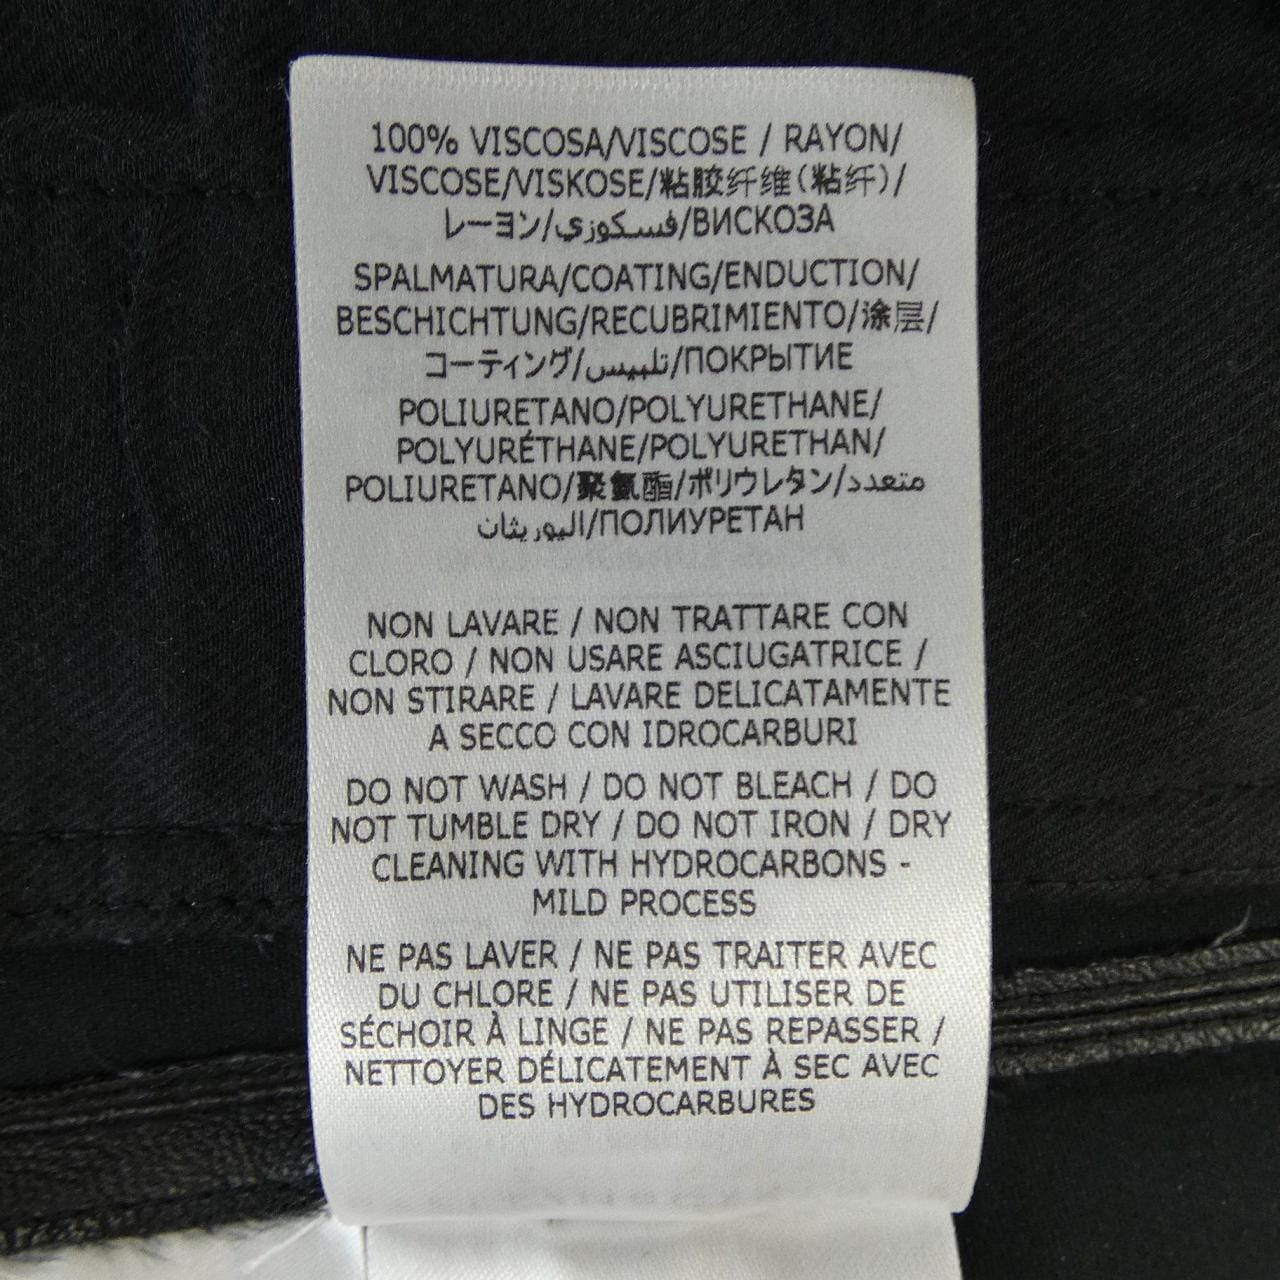 100% VISCOSA/VISCOSE / RAYON/
VISCOSE/VISKOSE/粘胶纤维(粘纤)/
レーヨン/فسكوزي/ВИСКОЗА
SPALMATURA/COATING/ENDUCTION/
BESCHICHTUNG/RECUBRIMIENTO/涂层/
コーティング/تلبيس/ПОКРЫТИЕ
POLIURETANO/POLYURETHANE/
POLYURÉTHANE/POLYURETHAN/
POLIURETANO/聚氨酯/ポリウレタン/متعدد
اليوريثان/ПОЛИУРЕТАН
NON LAVARE / NON TRATTARE CON
CLORO / NON USARE ASCIUGATRICE /
NON STIRARE / LAVARE DELICATAMENTE
A SECCO CON IDROCARBURI
DO NOT WASH / DO NOT BLEACH / DO
NOT TUMBLE DRY / DO NOT IRON / DRY
CLEANING WITH HYDROCARBONS -
MILD PROCESS
NE PAS LAVER / NE PAS TRAITER AVEC
DU CHLORE / NE PAS UTILISER DE
SÉCHOIR À LINGE / NE PAS REPASSER /
NETTOYER DÉLICATEMENT À SEC AVEC
DES HYDROCARBURES